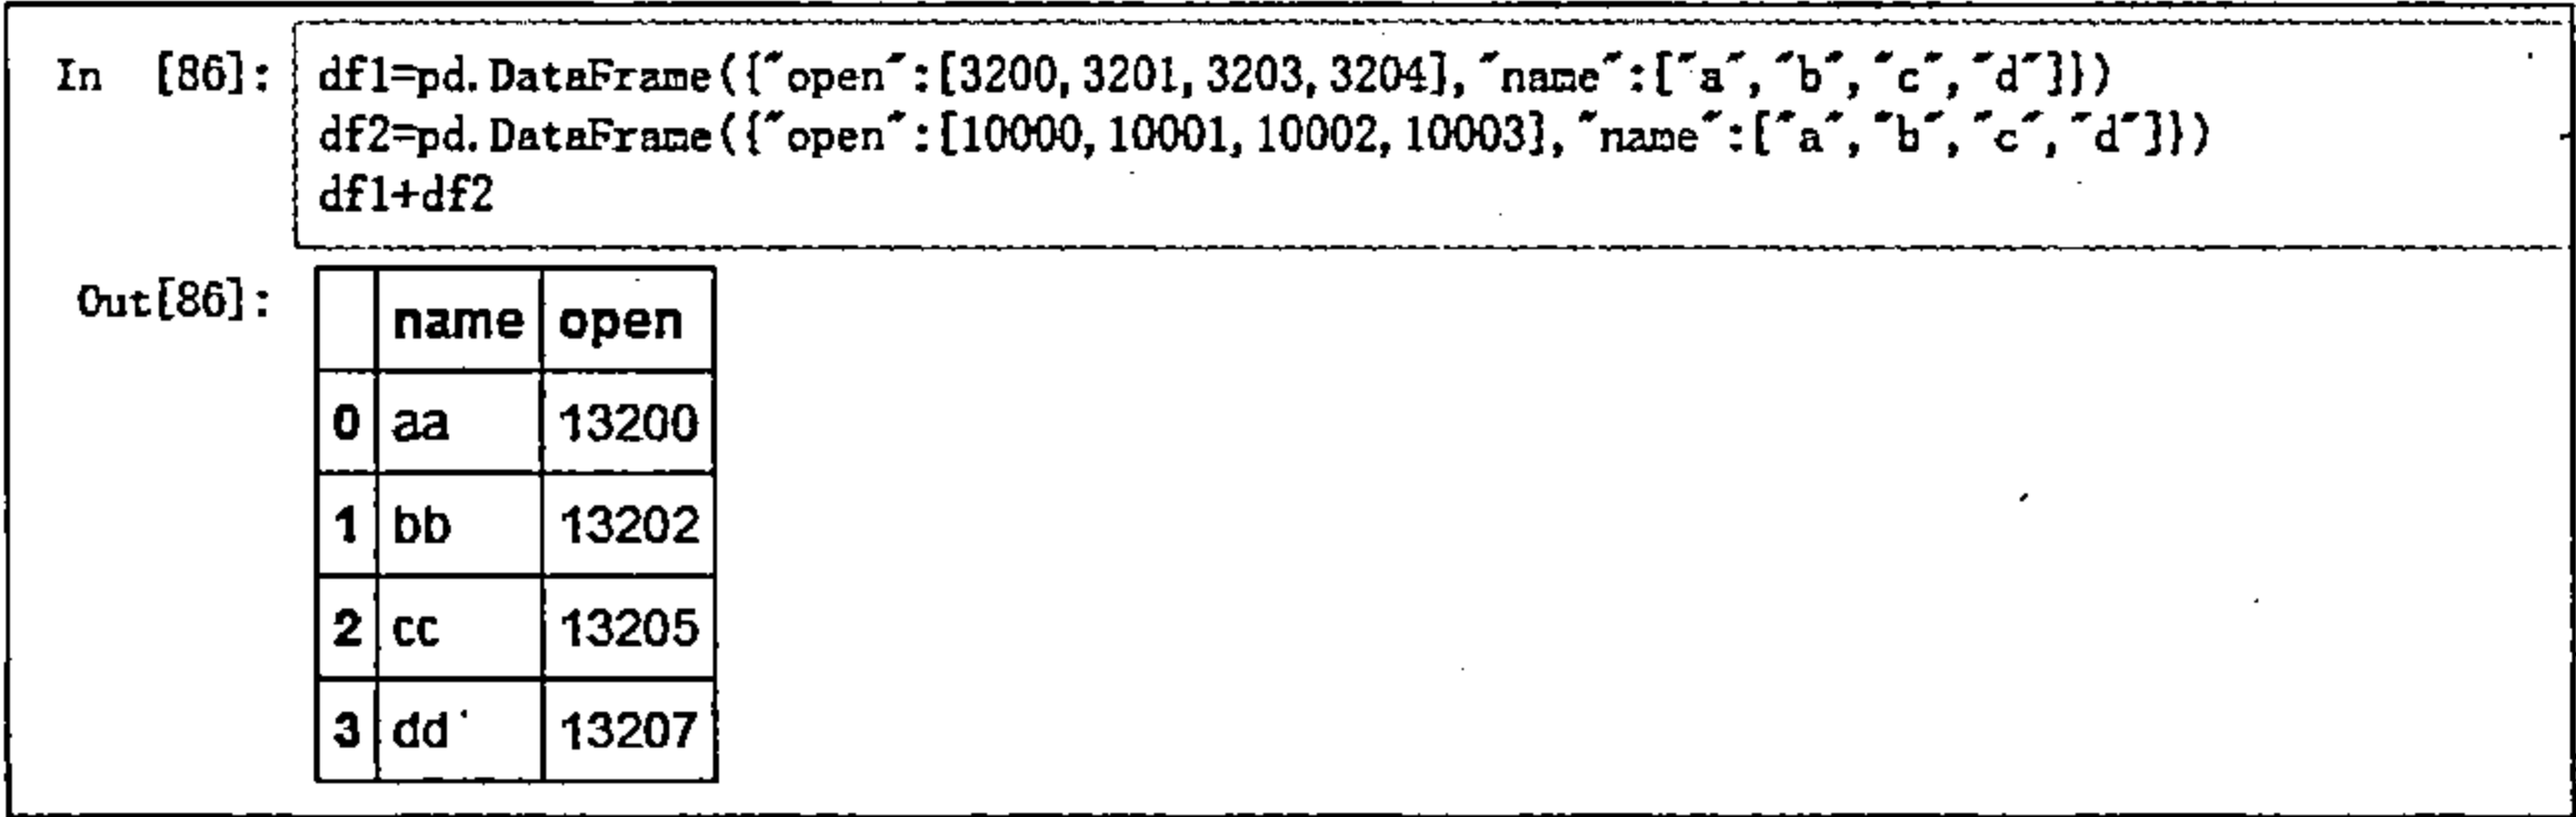 In [86]: df1=pd.DataFrame({"open":[3200,3201,3203,3204],"name":["a","b","c","d"]})
df2=pd.DataFrame({"open":[10000,10001,10002,10003],"name":["a","b","c","d"]})
df1+df2
Out[86]:
name open
0 aa 13200
1 bb 13202
2 cc 13205
3 dd 13207